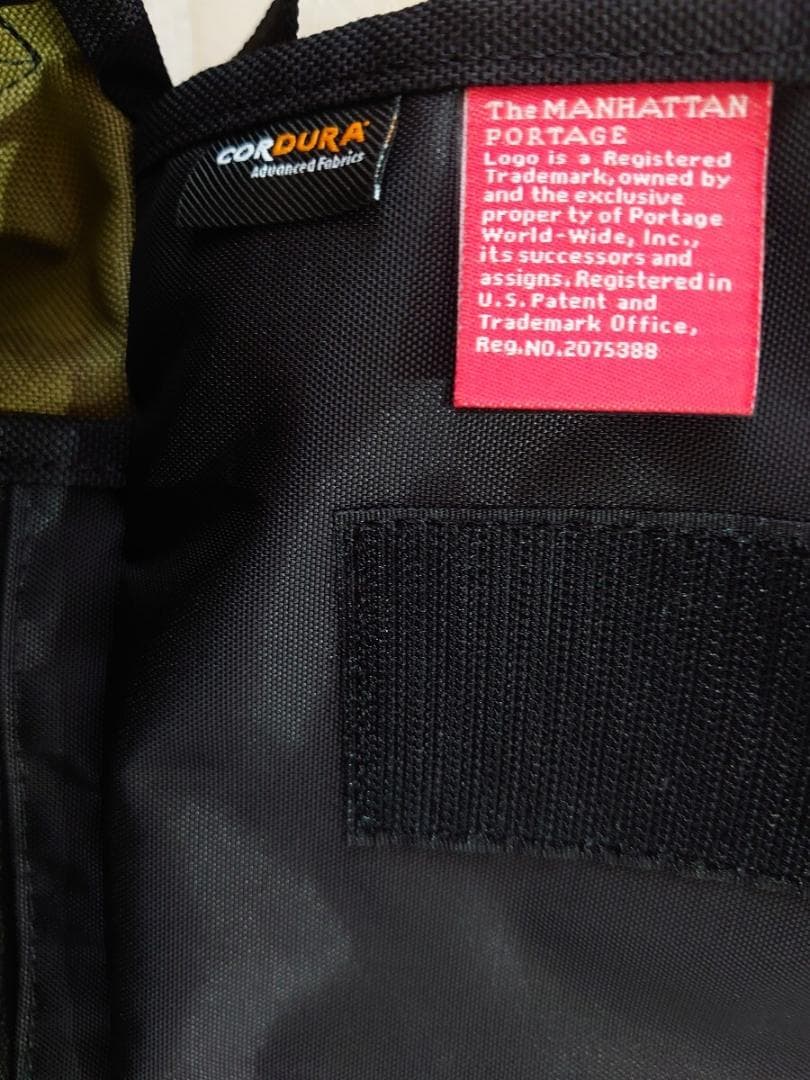 CORDURA
Advanced Fabrics
The MANHATTAN
PORTAGE
Logo is a Registered
Trademark, owned by
and the exclusive
proper ty of Portage
World-Wide, Inc.,
its successors and
assigns. Registered in
U.S. Patent and
Trademark Office,
Reg.NO.2075388